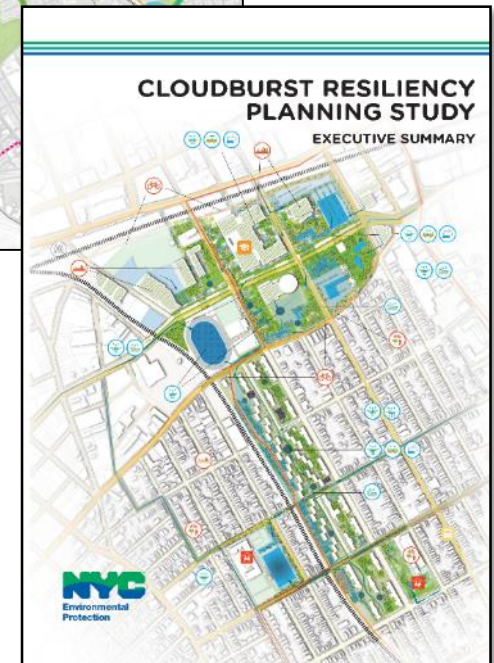 CLOUDBURST RESILIENCY
PLANNING STUDY
EXECUTIVE SUMMARY
NYC
Environmental
Protection